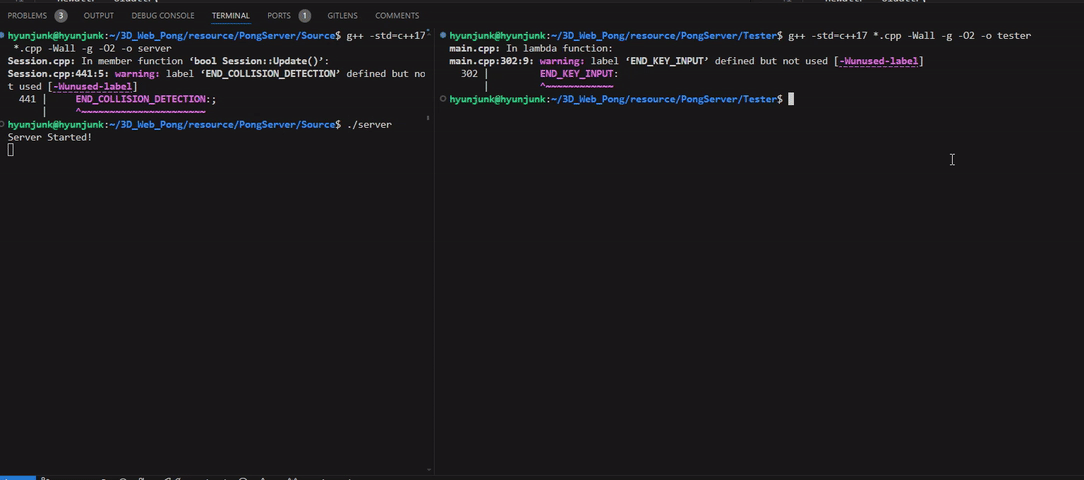 PROBLEMS 3 OUTPUT DEBUG CONSOLE TERMINAL PORTS 1 GITLENS COMMENTS
hyunjunk@hyunjunk:~/3D_Web_Pong/resource/PongServer/Source$ g++ -std=c++17
*.cpp -Wall -g -O2 -o server
Session.cpp: In member function ‘bool Session::Update()’:
Session.cpp:441:5: warning: label ‘END_COLLISION_DETECTION’ defined but no
t used [-Wunused-label]
441 | END_COLLISION_DETECTION:;
| ^~~~~~~~~~~~~~~~~~~~~~~
hyunjunk@hyunjunk:~/3D_Web_Pong/resource/PongServer/Source$ ./server
Server Started!
hyunjunk@hyunjunk:~/3D_Web_Pong/resource/PongServer/Tester$ g++ -std=c++17 *.cpp -Wall -g -O2 -o tester
main.cpp: In lambda function:
main.cpp:302:9: warning: label ‘END_KEY_INPUT’ defined but not used [-Wunused-label]
302 | END_KEY_INPUT:
| ^~~~~~~~~~~~~
hyunjunk@hyunjunk:~/3D_Web_Pong/resource/PongServer/Tester$